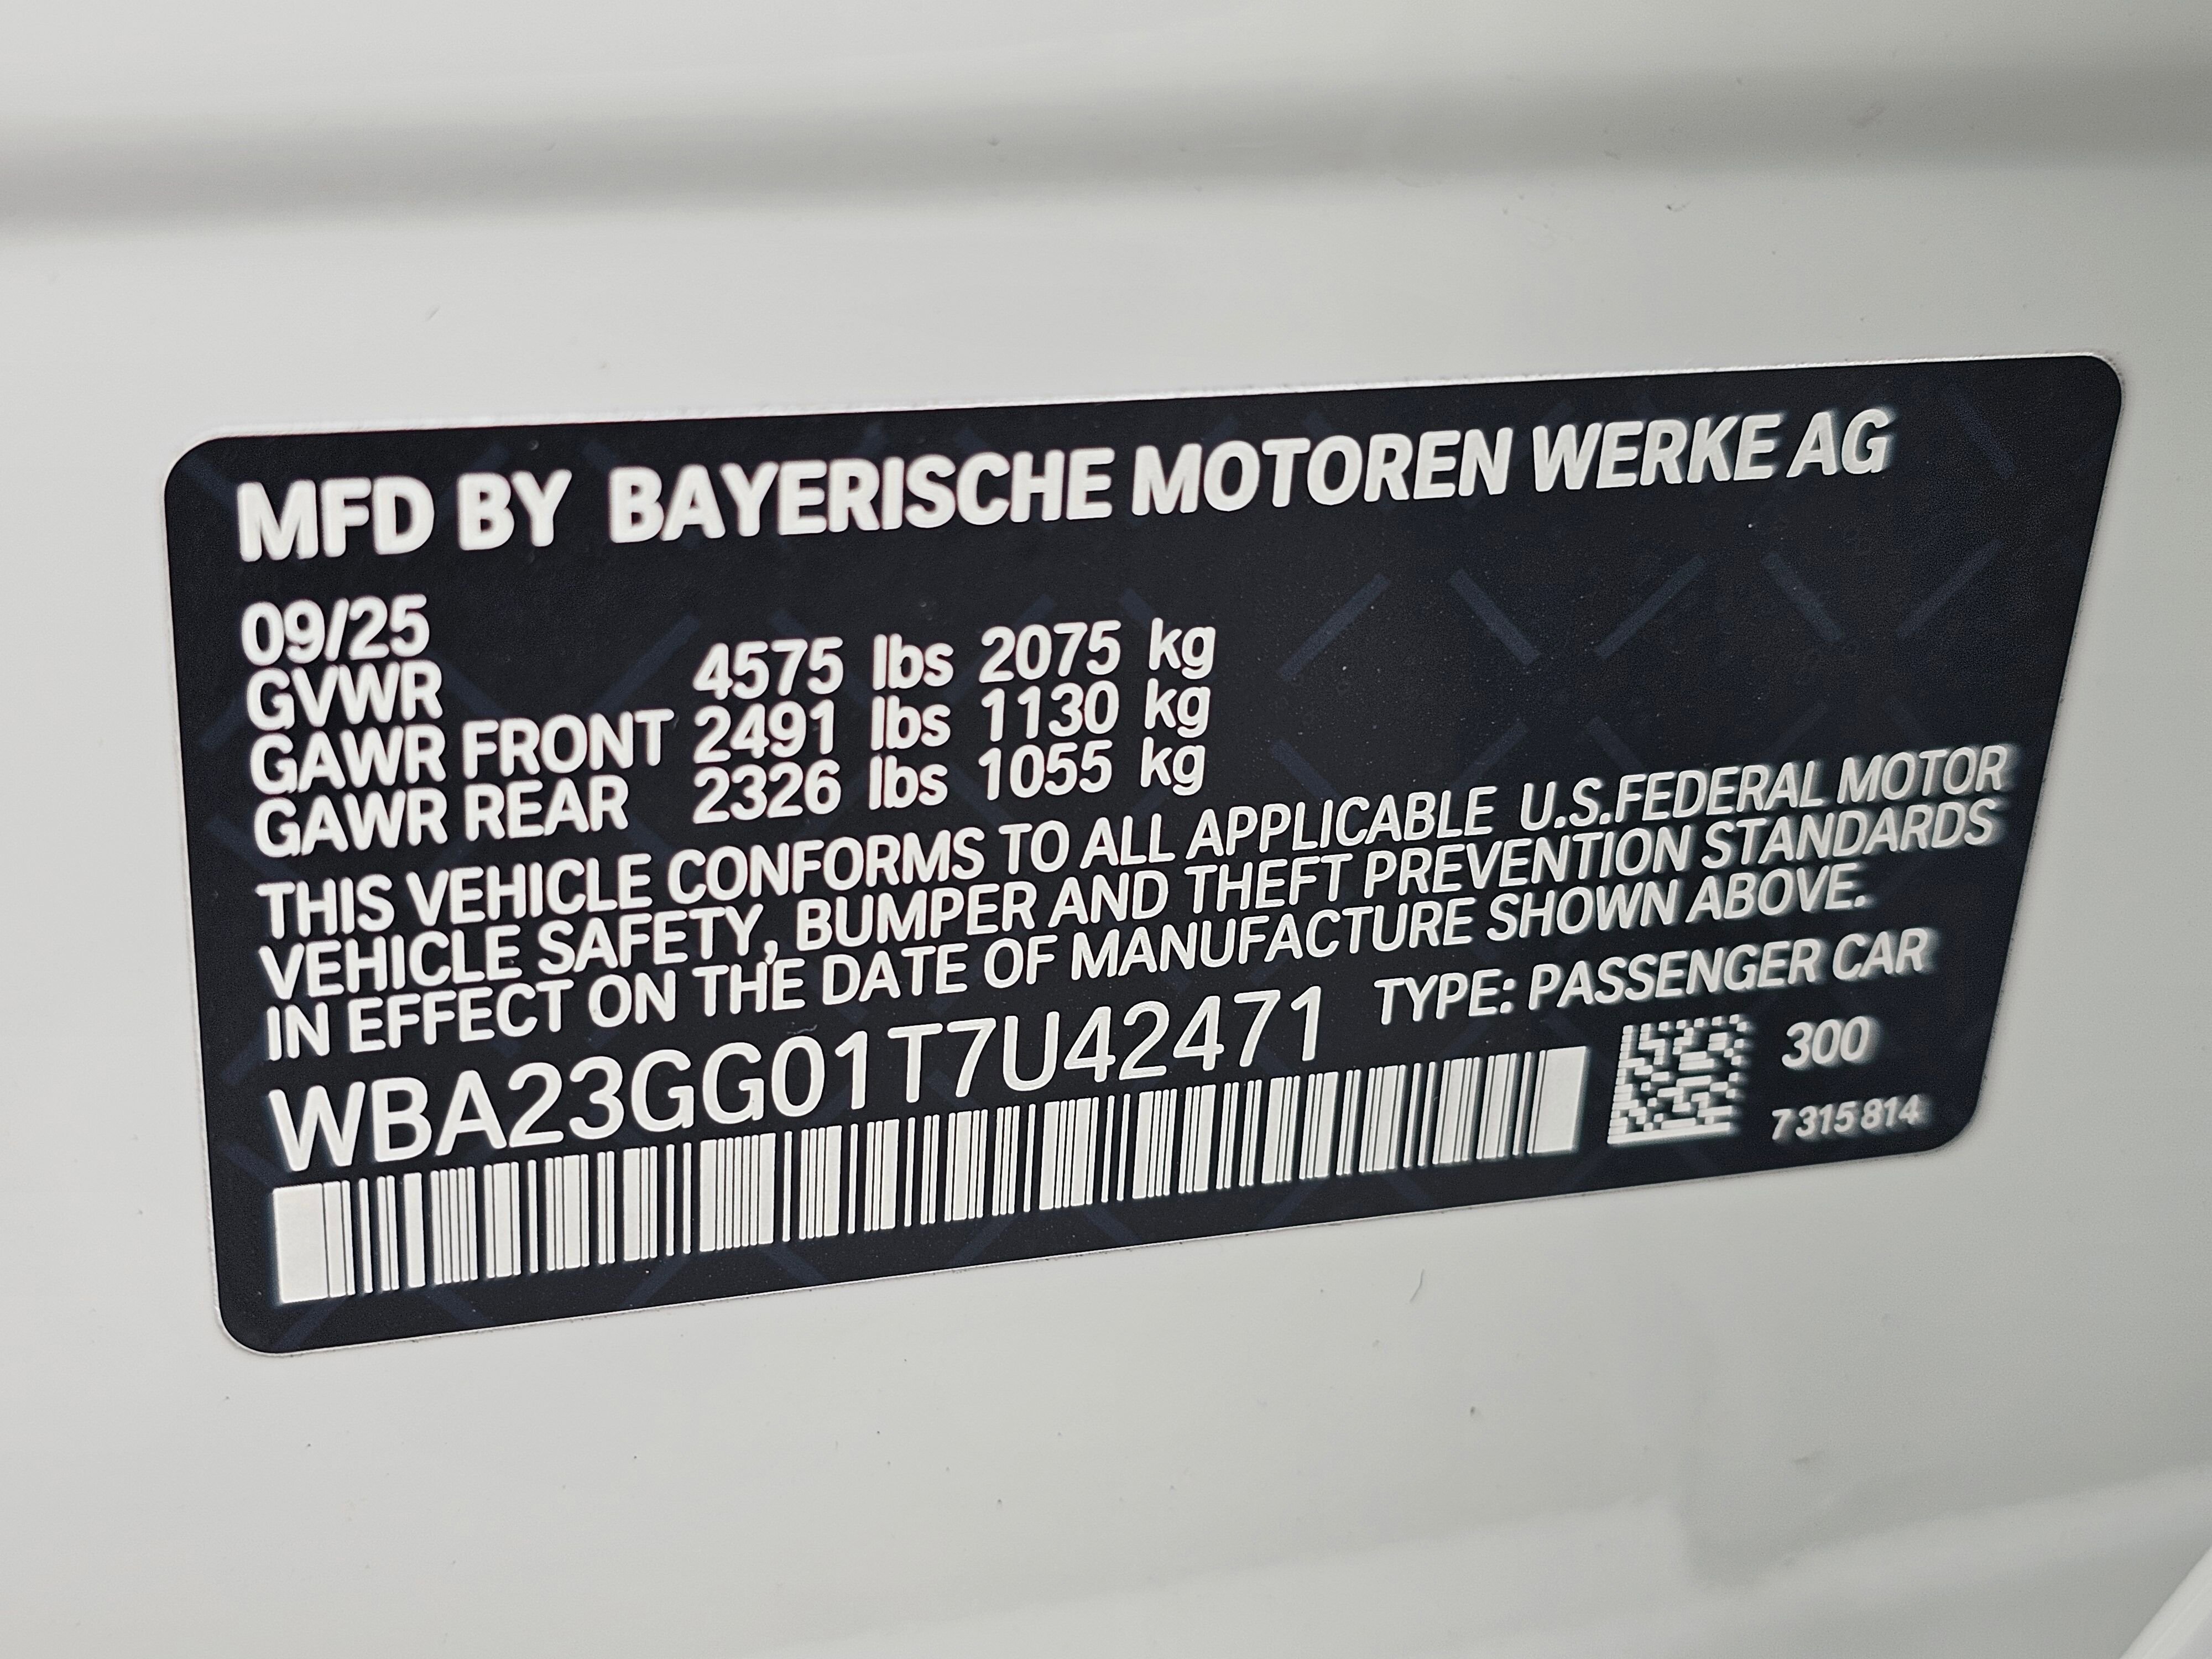 MFD BY BAYERISCHE MOTOREN WERKE AG
09/25
GVWR 4575 lbs 2075 kg
GAWR FRONT 2491 lbs 1130 kg
GAWR REAR 2326 lbs 1055 kg
THIS VEHICLE CONFORMS TO ALL APPLICABLE U.S.FEDERAL MOTOR
VEHICLE SAFETY, BUMPER AND THEFT PREVENTION STANDARDS
IN EFFECT ON THE DATE OF MANUFACTURE SHOWN ABOVE.
WBA23GG01T7U42471 TYPE: PASSENGER CAR
300
7 315 814